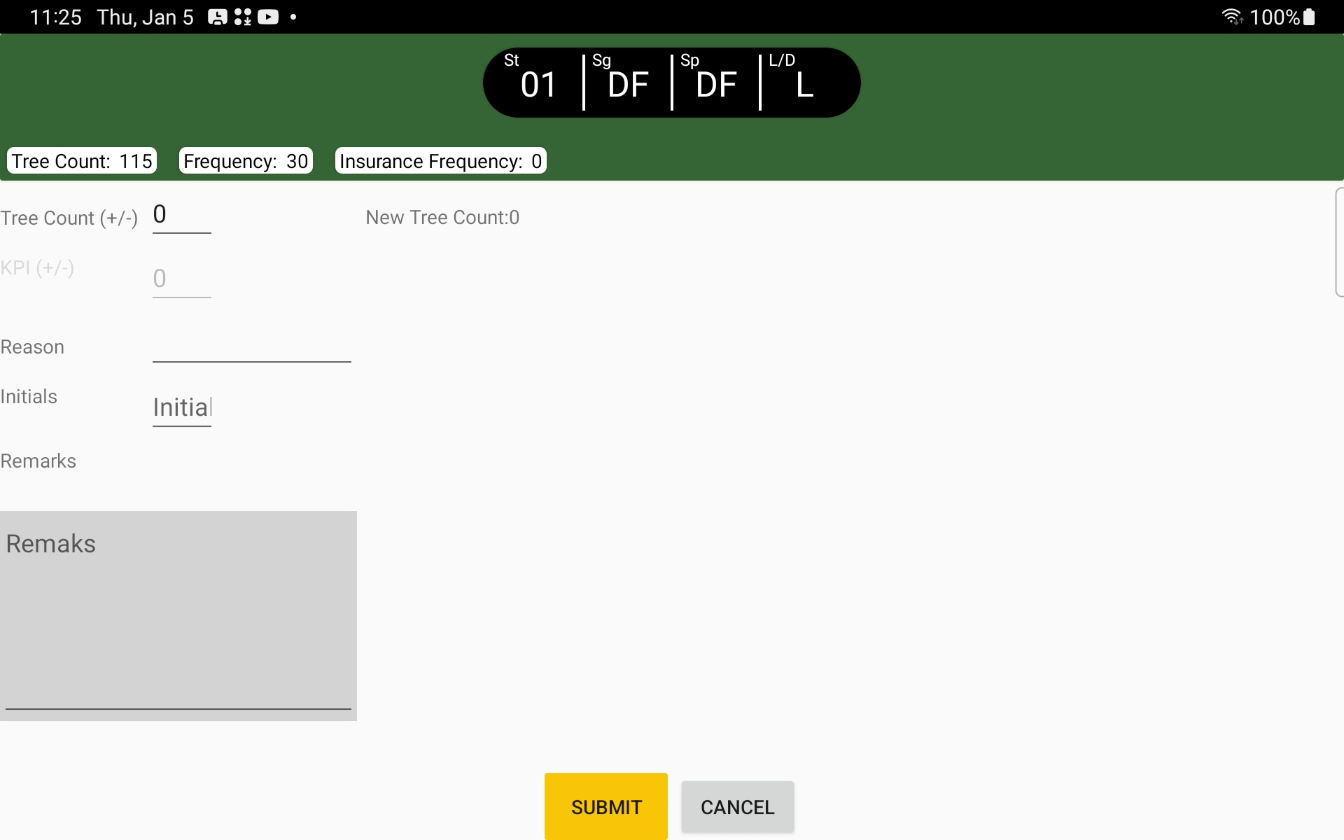 11:25 Thu, Jan 5 100%
St 01 Sg DF Sp DF L/D L
Tree Count: 115 Frequency: 30 Insurance Frequency: 0
Tree Count (+/-) 0 New Tree Count:0
KPI (+/-) 0
Reason
Initials Initial
Remarks
Remaks
SUBMIT CANCEL